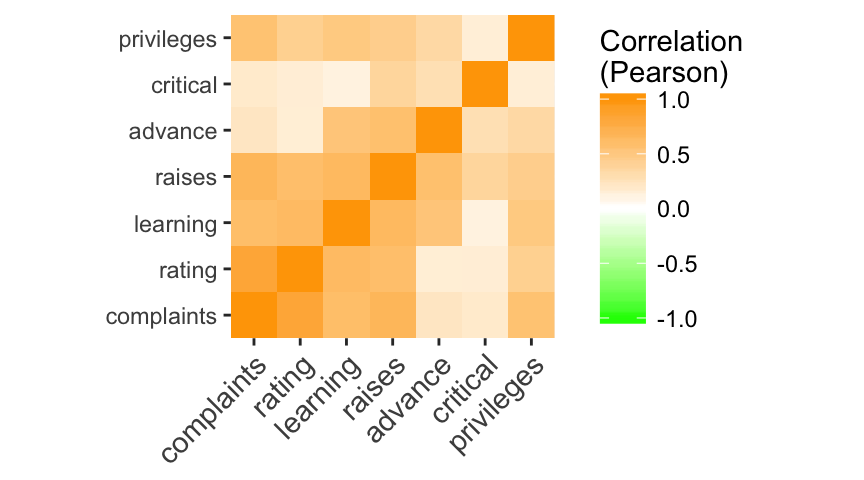 privileges
critical
advance
raises
learning
rating
complaints
complaints
rating
learning
raises
advance
critical
privileges
Correlation
(Pearson)
1.0
0.5
0.0
-0.5
-1.0